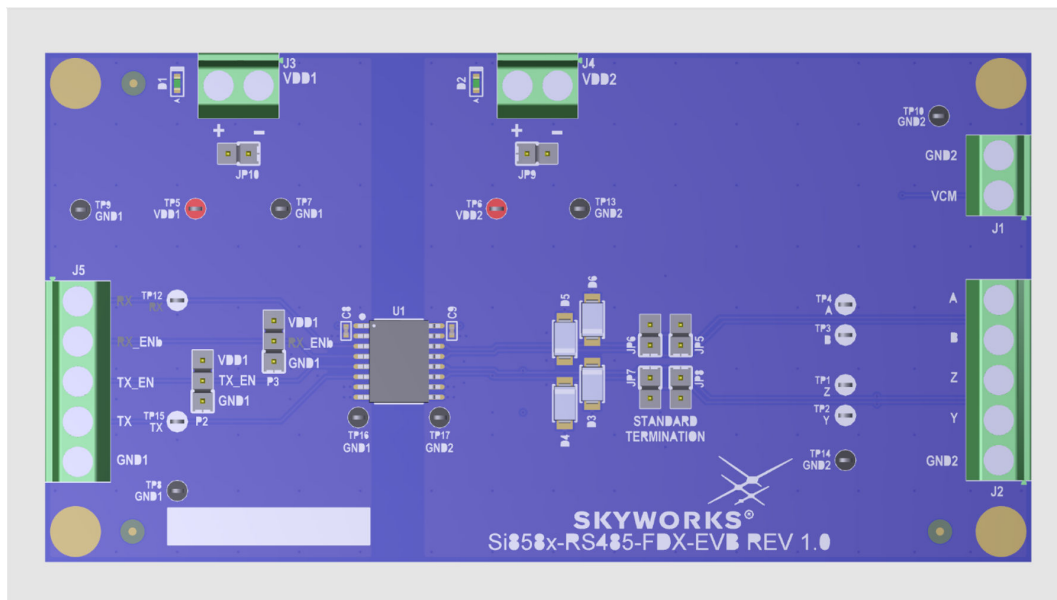 D1
J3
VDD1
+ -
JP10
D2
J4
VDD2
+ -
JP9
TP10
GND2
GND2
VCM
J1
TP9
GND1
TP5
VDD1
TP7
GND1
TP6
VDD2
TP13
GND2
J5
RX
TP12
RX
RX_ENb
TX_EN
TX
TP15
TX
GND1
TP8
GND1
VDD1
TX_EN
GND1
P2
VDD1
RX_ENb
GND1
P3
C8
U1
C9
TP16
GND1
TP17
GND2
D5
D6
D4
D3
JP6
JP5
JP7
JP8
STANDARD
TERMINATION
TP4
A
TP3
B
TP1
Z
TP2
Y
TP14
GND2
A
B
Z
Y
GND2
J2
SKYWORKS®
Si858x-RS485-FDX-EVB REV 1.0